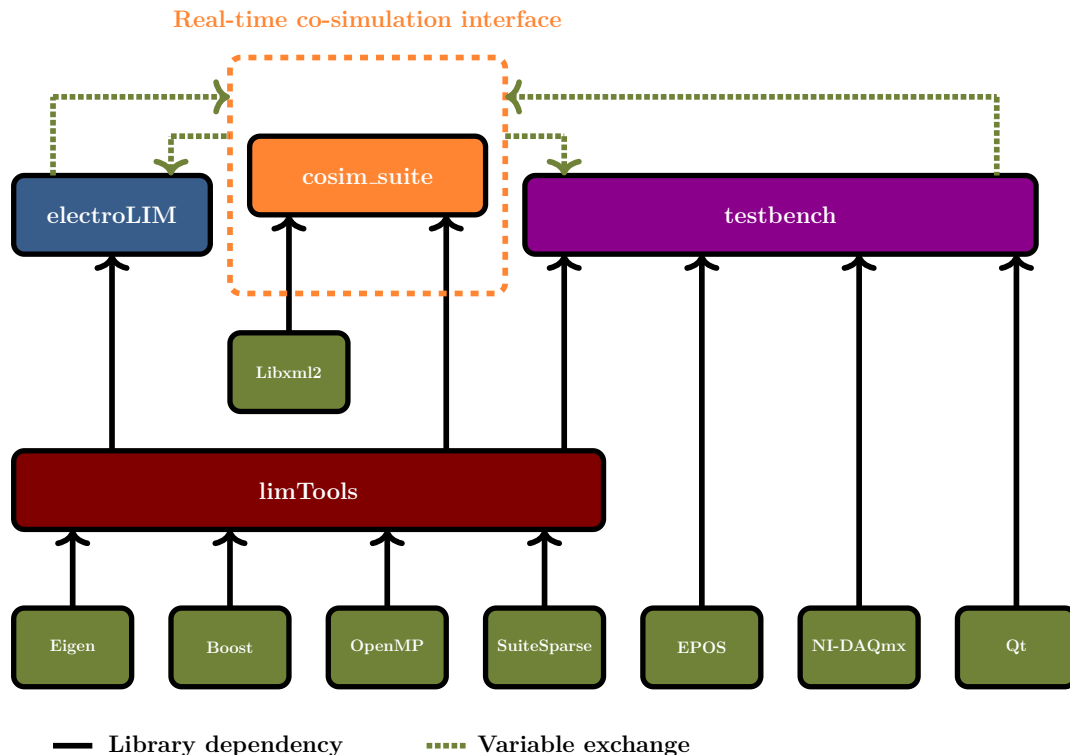 Real-time co-simulation interface
cosim_suite
electroLIM
testbench
Libxml2
limTools
Eigen
Boost
OpenMP
SuiteSparse
EPOS
NI-DAQmx
Qt
Library dependency
Variable exchange